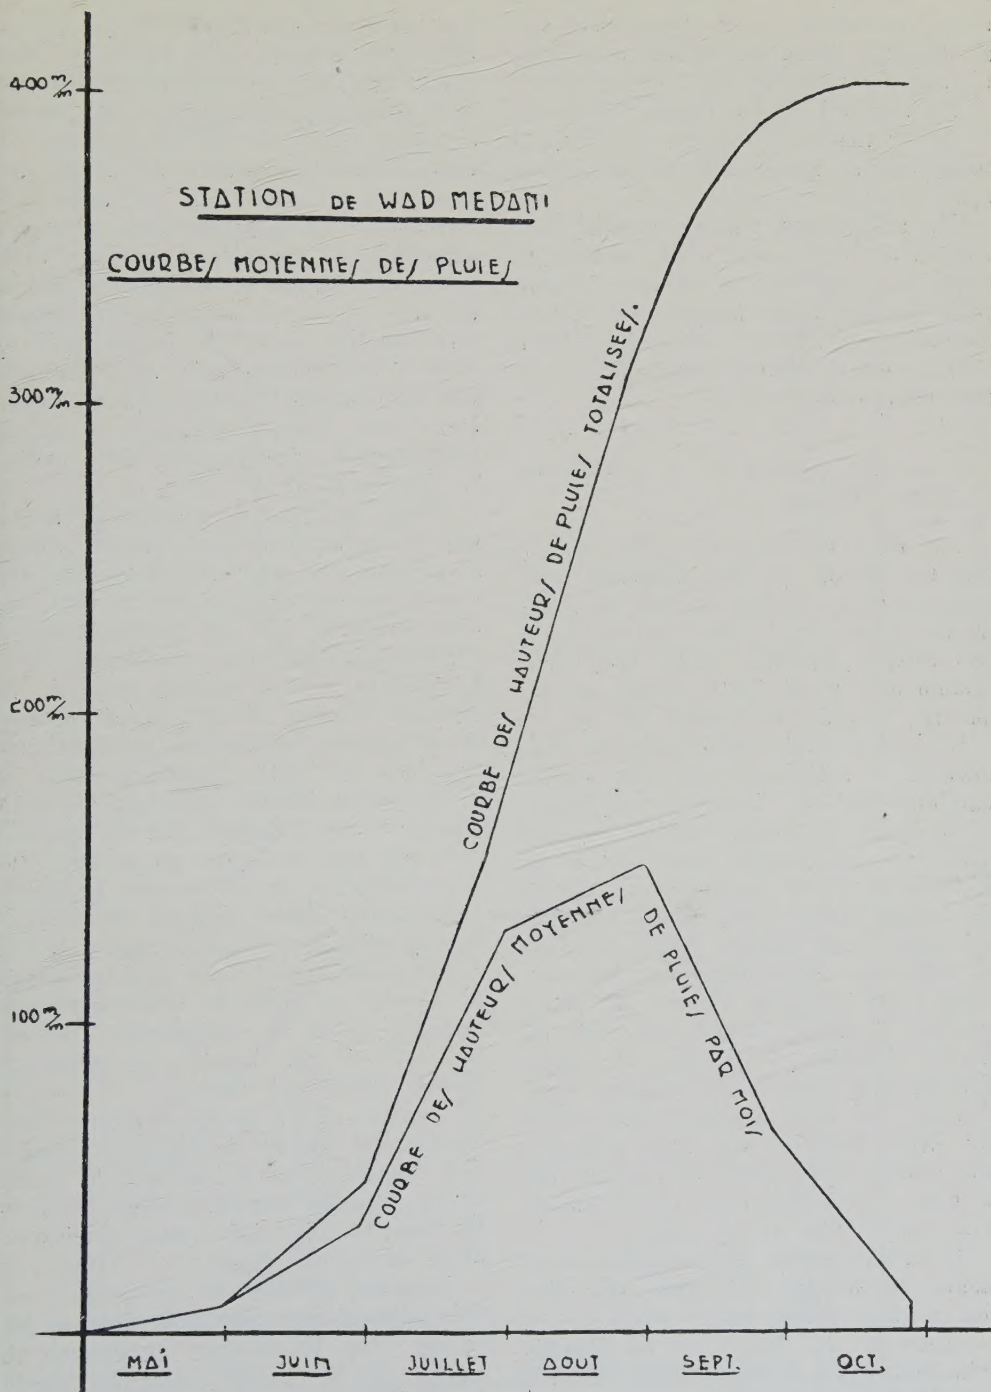 400 m/m
STATION DE WAD MEDANI
COURBES MOYENNES DES PLUIES
300 m/m
COURBE DES HAUTEURS DE PLUIES TOTALISEES.
200 m/m
COURBE DES HAUTEURS MOYENNES DE PLUIES PAR MOIS
100 m/m
MAI JUIN JUILLET AOUT SEPT. OCT.